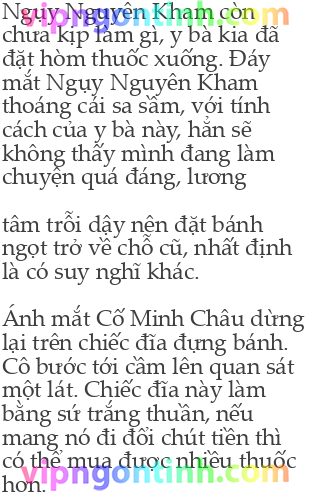 Ngụy Nguyên Kham còn
chưa kịp làm gì, y bà kia đã
đặt hòm thuốc xuống. Đáy
mắt Ngụy Nguyên Kham
thoáng cái sa sầm, với tính
cách của y bà này, hẳn sẽ
không thấy mình đang làm
chuyện quá đáng, lương
tâm trỗi dậy nên đặt bánh
ngọt trở về chỗ cũ, nhất định
là có suy nghĩ khác.
Ánh mắt Cố Minh Châu dừng
lại trên chiếc đĩa đựng bánh.
Cô bước tới cầm lên quan sát
một lát. Chiếc đĩa này làm
bằng sứ trắng thuần, nếu
mang nó đi đổi chút tiền thì
có thể mua được nhiều thuốc
hơn.
vipngontinh.com
vipngontinh.com
vipngontinh.com